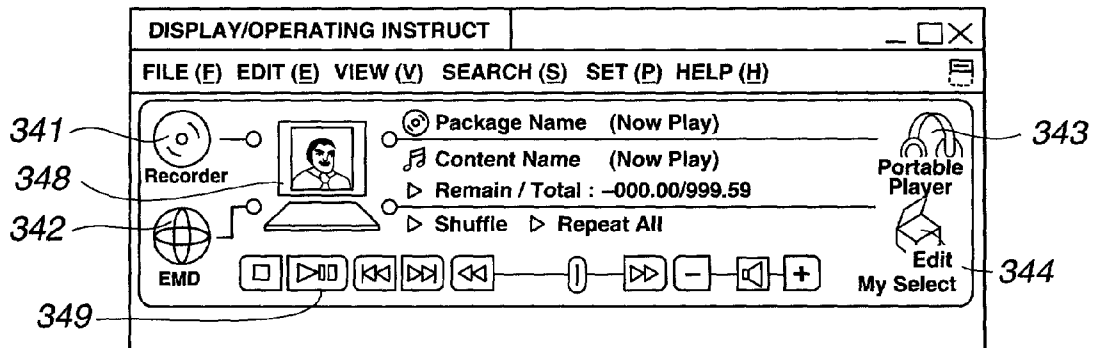 DISPLAY/OPERATING INSTRUCT
FILE (F) EDIT (E) VIEW (V) SEARCH (S) SET (P) HELP (H)
341
Recorder
Package Name (Now Play)
343
Content Name (Now Play)
Portable
Player
348
Remain / Total : –000.00/999.59
342
Shuffle Repeat All
EMD
Edit
My Select
344
349